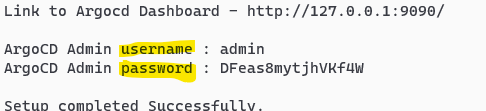 Link to Argocd Dashboard - http://127.0.0.1:9090/
ArgoCD Admin username : admin
ArgoCD Admin password : DFeas8mytjhVKf4W
Setup completed Successfully.